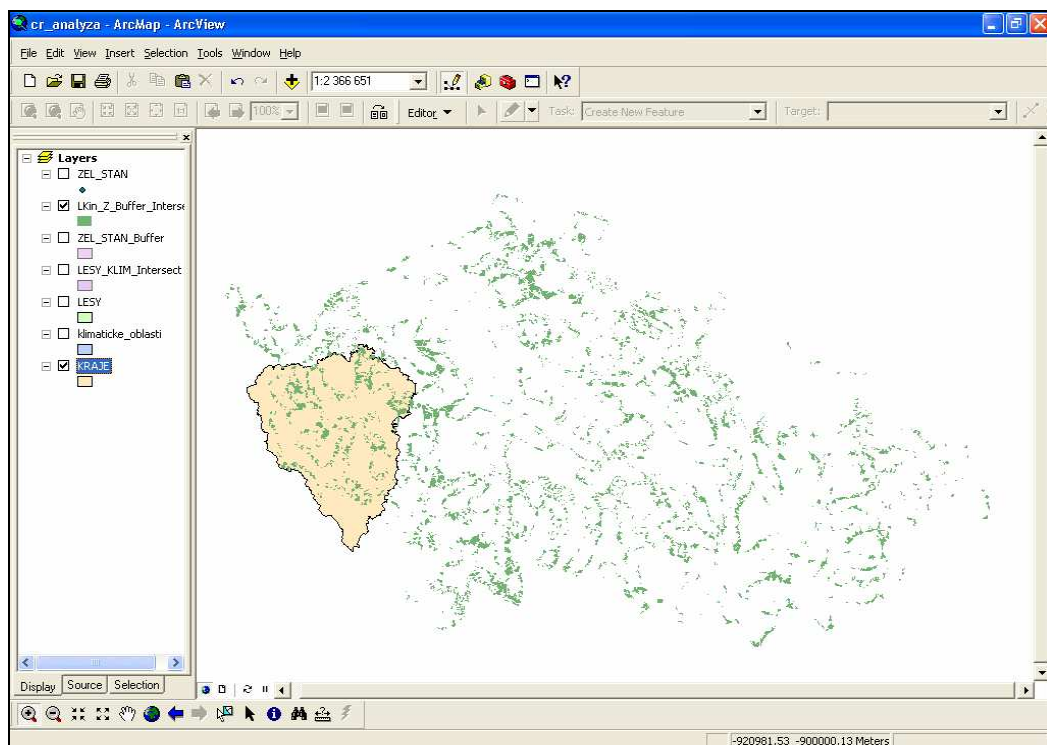 cr_analyza - ArcMap - ArcView
File Edit View Insert Selection Tools Window Help
1:2 366 651
100% Editor Task: Create New Feature Target:
Layers
ZEL_STAN
LKin_Z_Buffer_Interse
ZEL_STAN_Buffer
LESY_KLIM_Intersect
LESY
klimaticke_oblasti
KRAJE
Display Source Selection
-920981.53 -900000.13 Meters